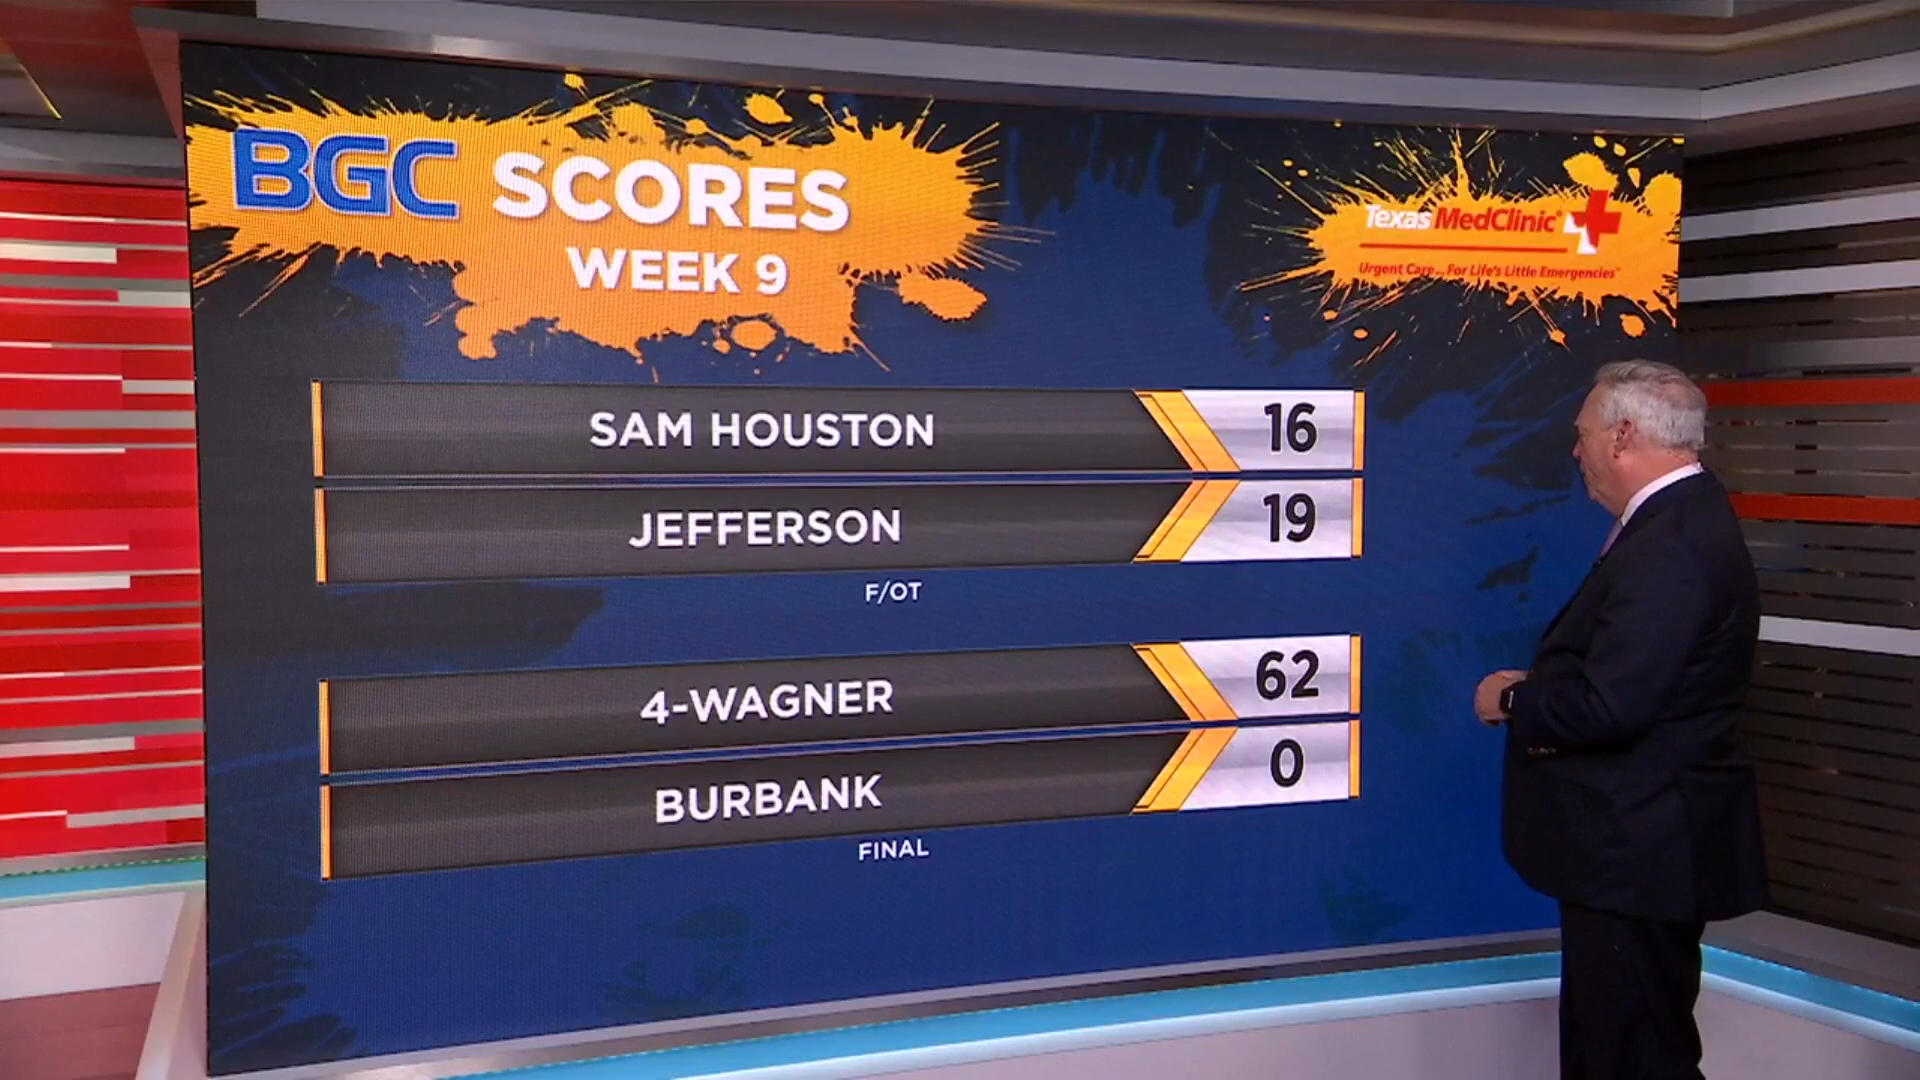 BGC SCORES
WEEK 9
Texas MedClinic®
Urgent Care... For Life's Little Emergencies™
SAM HOUSTON 16
JEFFERSON 19
F/OT
4-WAGNER 62
BURBANK 0
FINAL